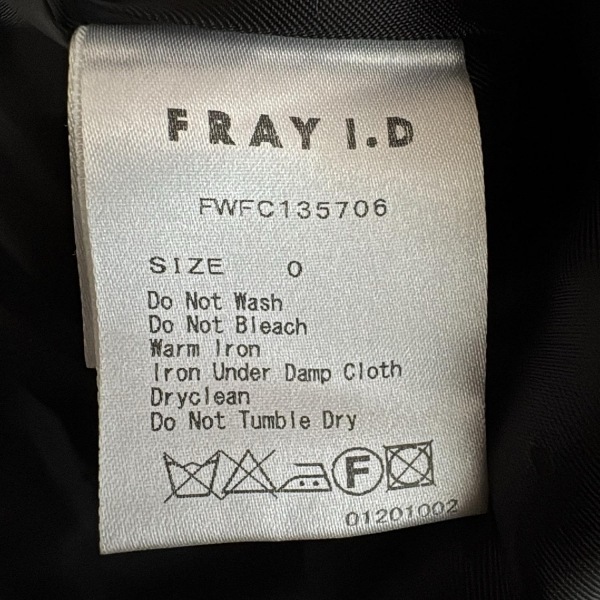 FRAY I.D
FWFC135706
SIZE 0
Do Not Wash
Do Not Bleach
Warm Iron
Iron Under Damp Cloth
Dryclean
Do Not Tumble Dry
F
01201002